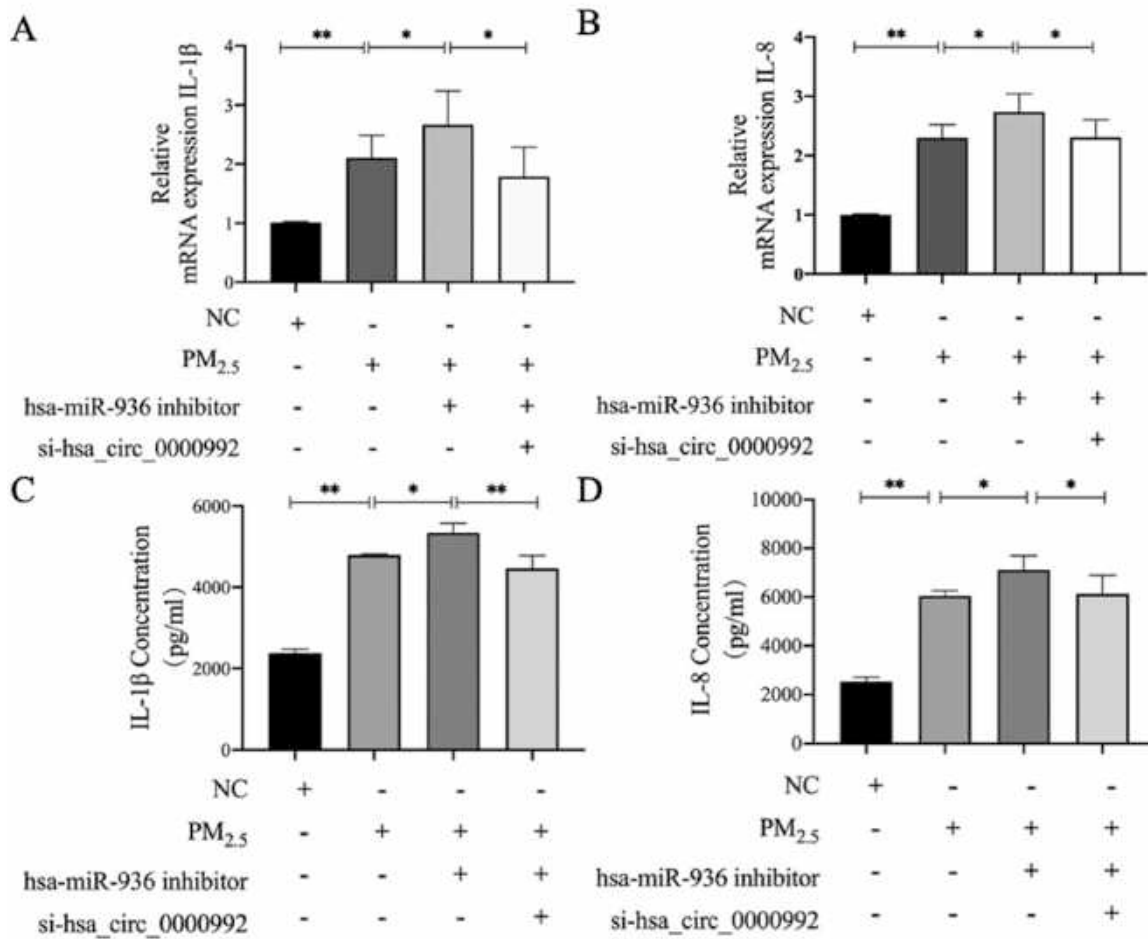 A
Relative
mRNA expression IL-1β
4
3
2
1
0
** * *
NC + - - -
PM2.5 - + + +
hsa-miR-936 inhibitor - - + +
si-hsa_circ_0000992 - - - +
B
Relative
mRNA expression IL-8
4
3
2
1
0
** * *
NC + - - -
PM2.5 - + + +
hsa-miR-936 inhibitor - - + +
si-hsa_circ_0000992 - - - +
C
IL-1β Concentration
(pg/ml)
6000
4000
2000
0
** * **
NC + - - -
PM2.5 - + + +
hsa-miR-936 inhibitor - - + +
si-hsa_circ_0000992 - - - +
D
IL-8 Concentration
(pg/ml)
10000
8000
6000
4000
2000
0
** * *
NC + - - -
PM2.5 - + + +
hsa-miR-936 inhibitor - - + +
si-hsa_circ_0000992 - - - +